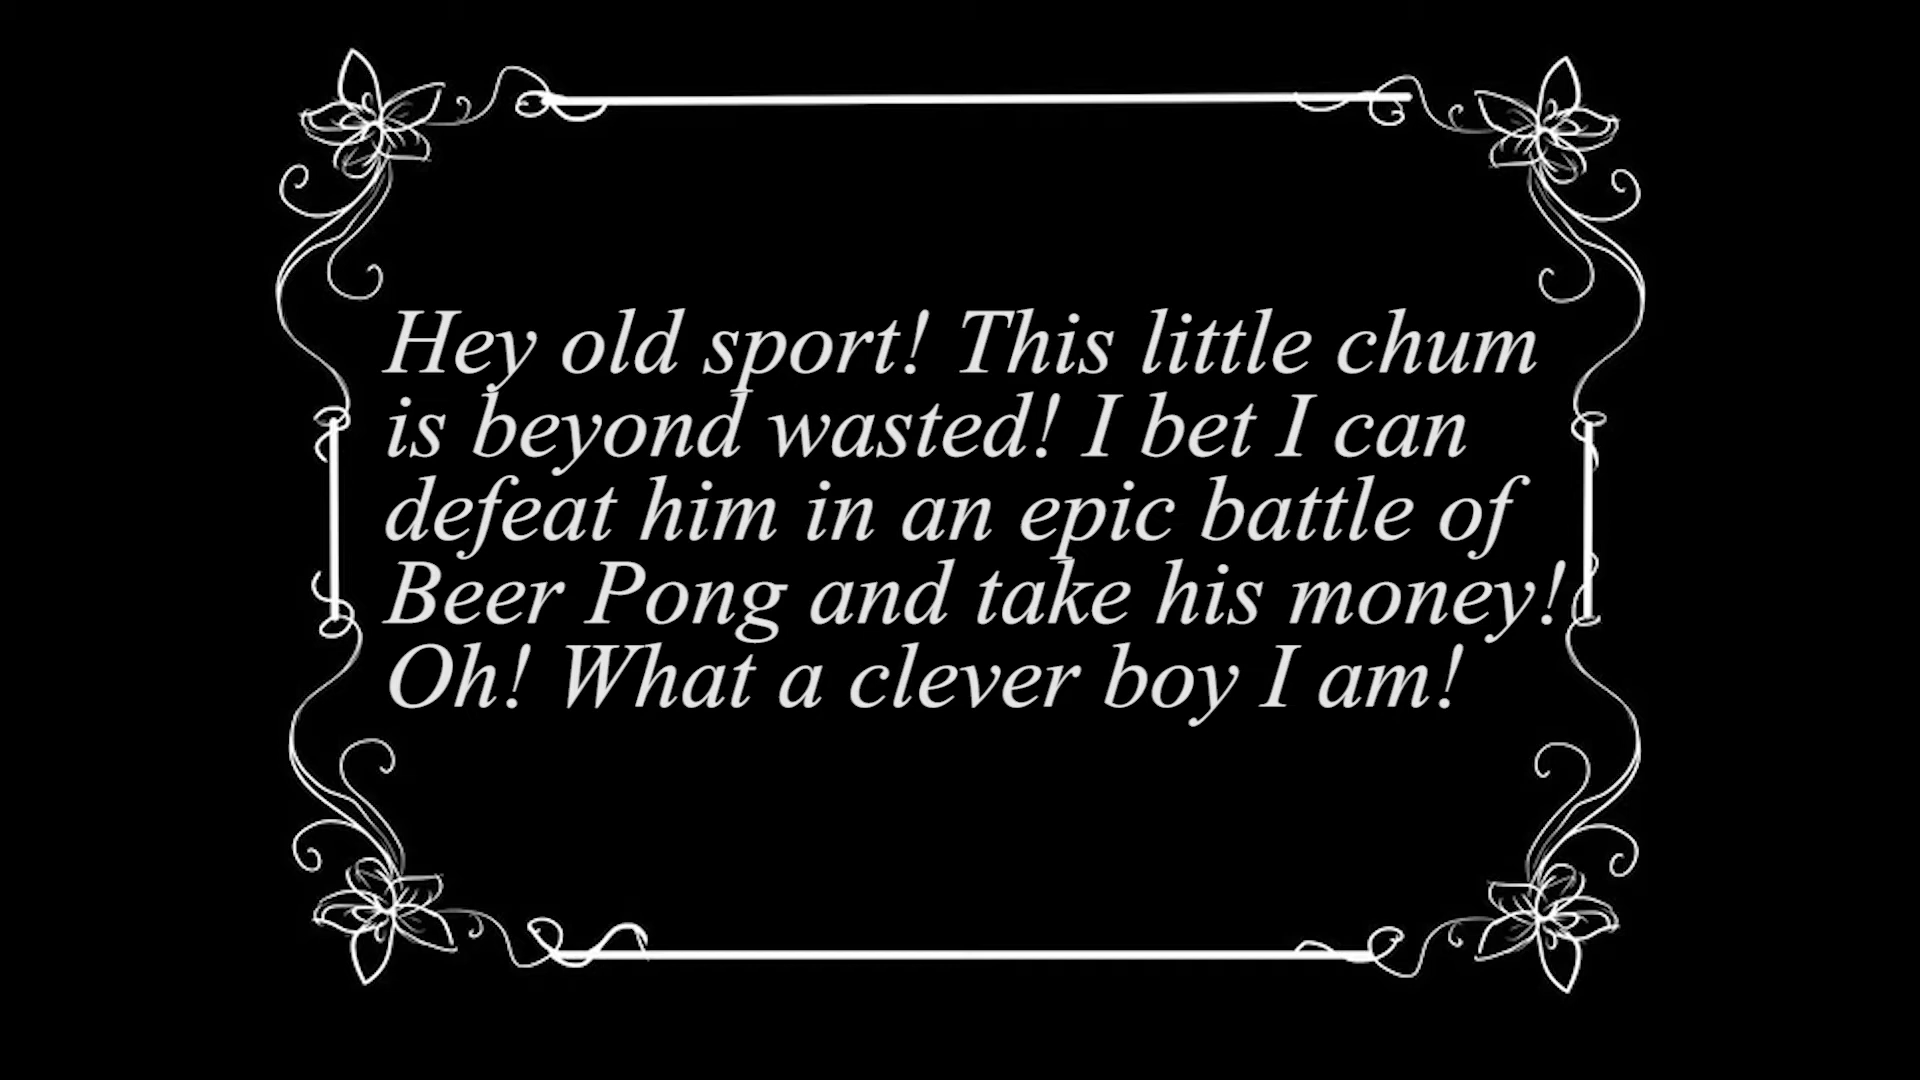 Hey old sport! This little chum
is beyond wasted! I bet I can
defeat him in an epic battle of
Beer Pong and take his money!
Oh! What a clever boy I am!